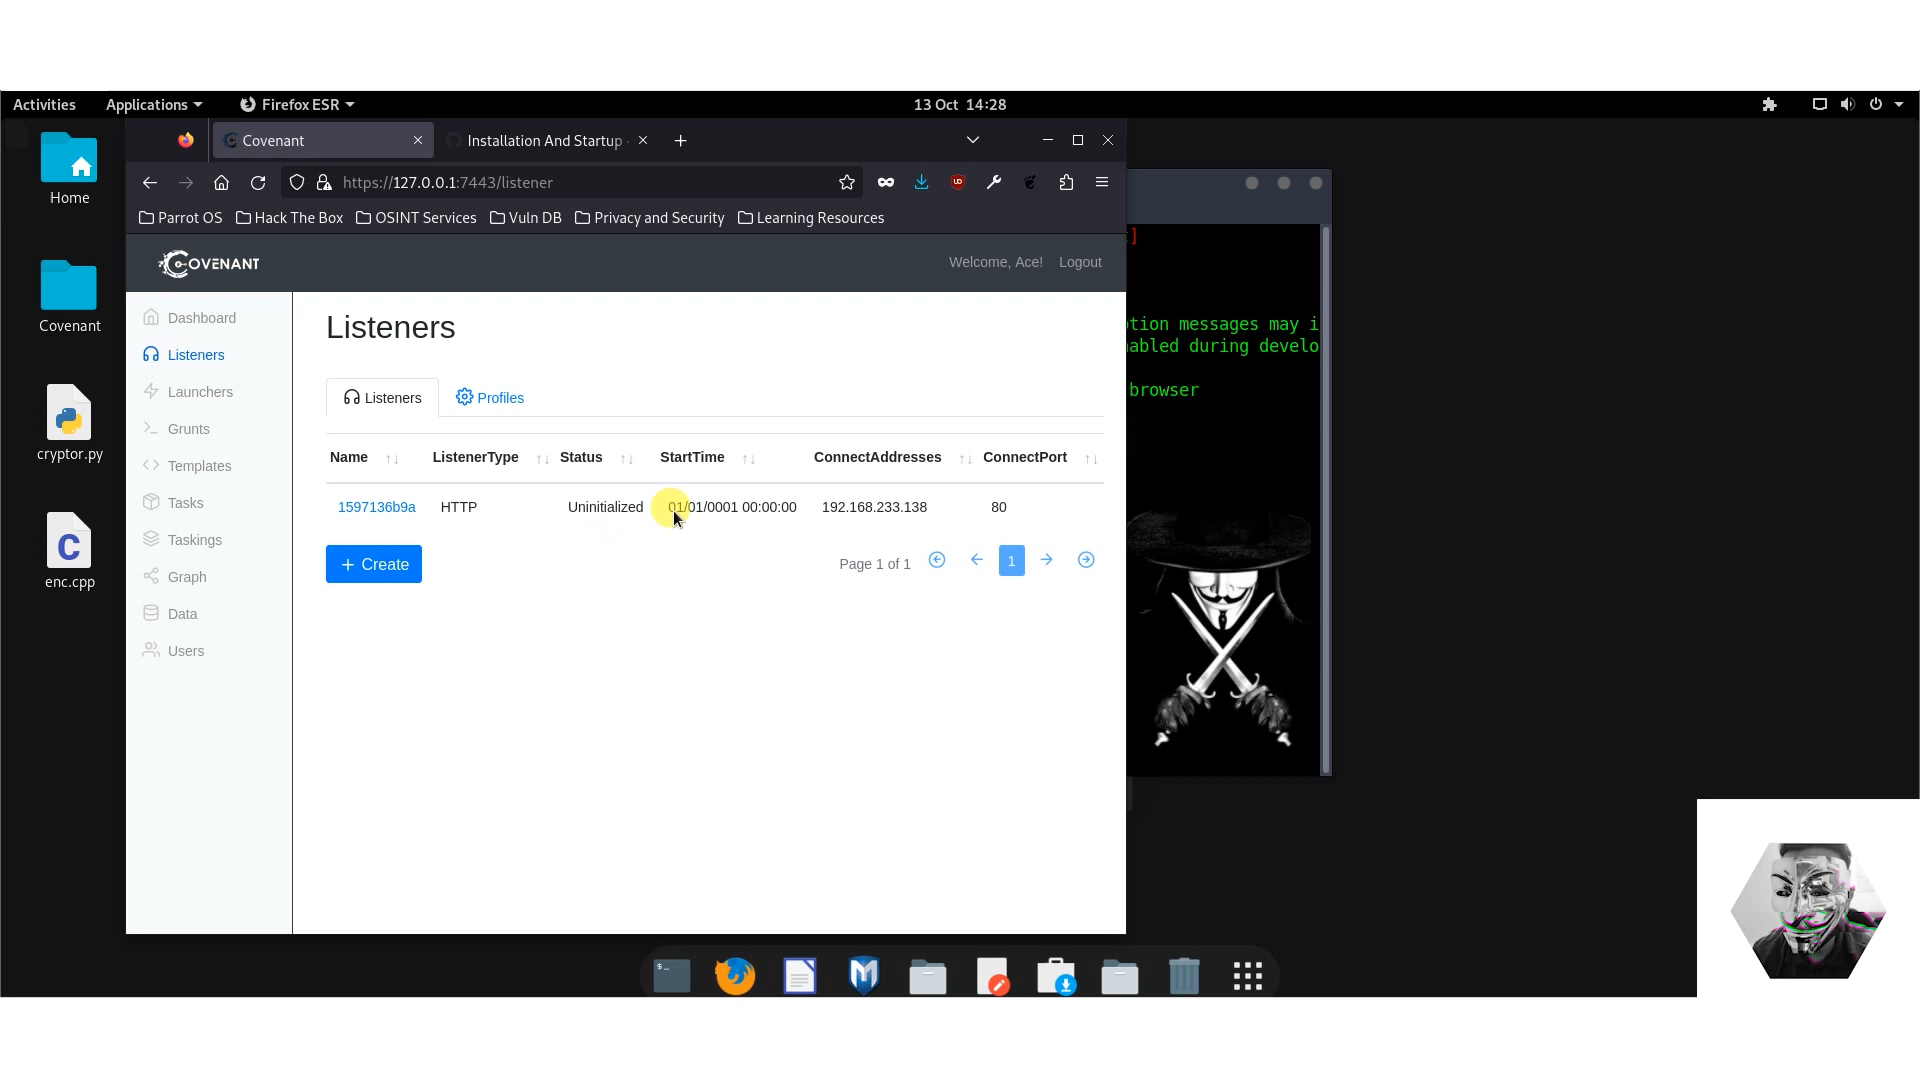 Activities Applications Firefox ESR 13 Oct 14:28
Home
Covenant
cryptor.py
enc.cpp
Covenant Installation And Startup
https://127.0.0.1:7443/listener
Parrot OS Hack The Box OSINT Services Vuln DB Privacy and Security Learning Resources
COVENANT Welcome, Ace! Logout
Dashboard
Listeners
Launchers
Grunts
Templates
Tasks
Taskings
Graph
Data
Users
Listeners
Listeners Profiles
Name ↑↓ ListenerType ↑↓ Status ↑↓ StartTime ↑↓ ConnectAddresses ↑↓ ConnectPort ↑↓
1597136b9a HTTP Uninitialized 01/01/0001 00:00:00 192.168.233.138 80
+ Create Page 1 of 1 1
]
tion messages may i
abled during develo
browser